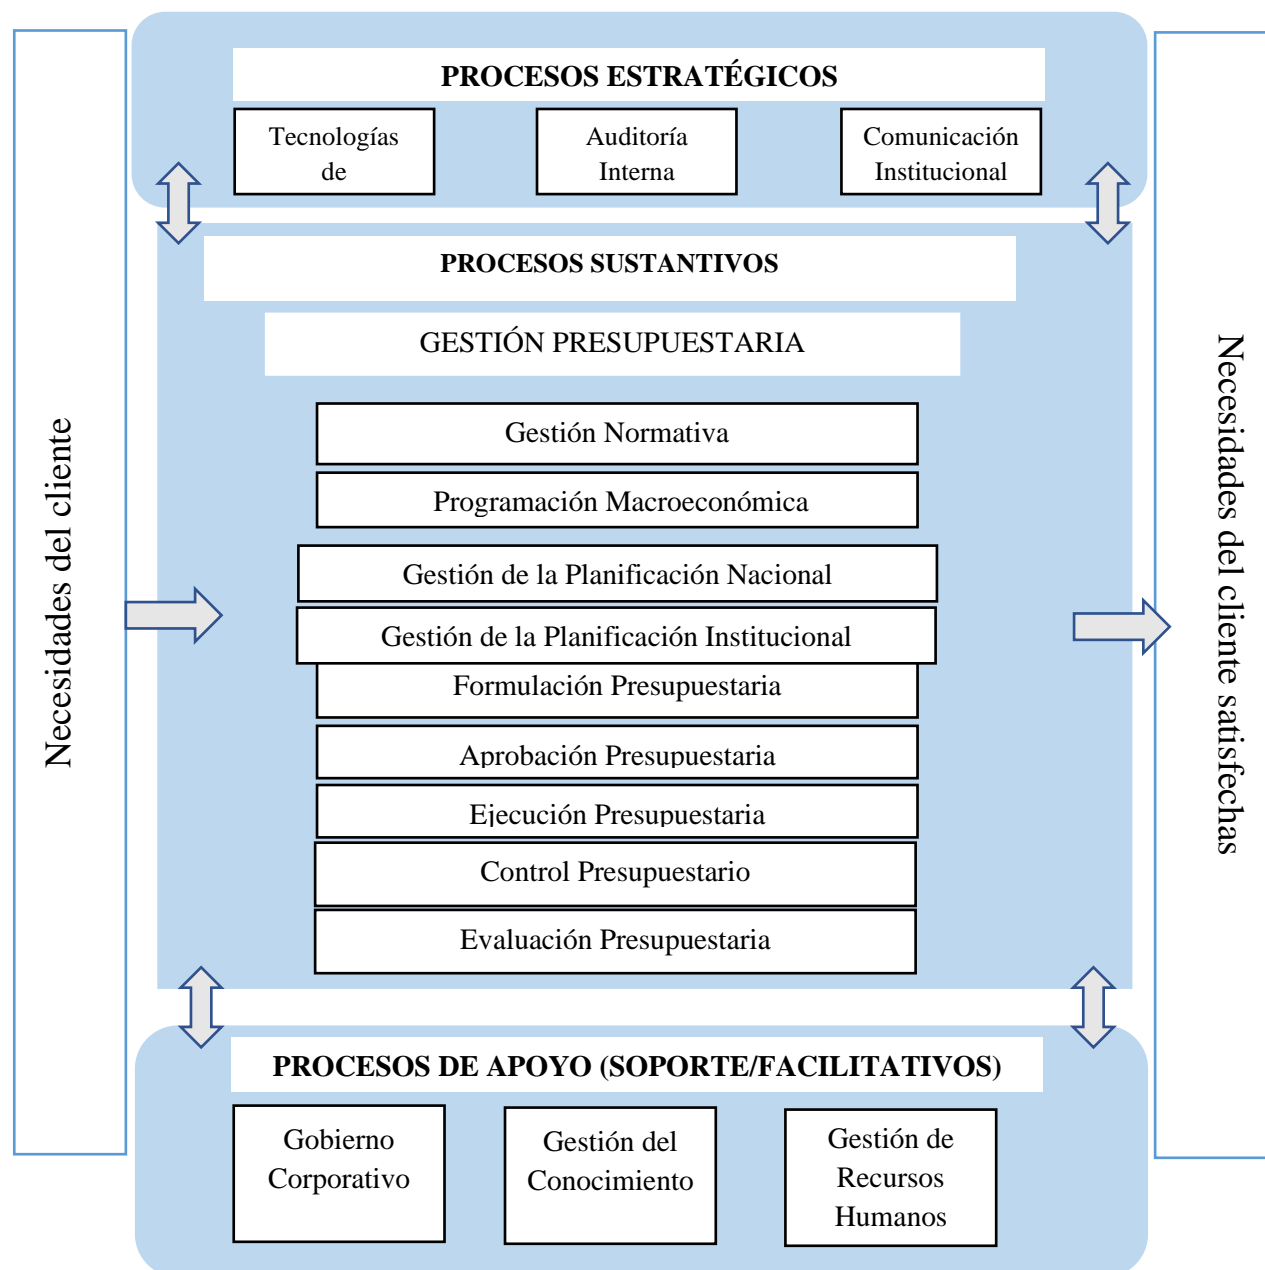 PROCESOS ESTRATÉGICOS
Tecnologías
de
Auditoría
Interna
Comunicación
Institucional
PROCESOS SUSTANTIVOS
GESTIÓN PRESUPUESTARIA
Gestión Normativa
Programación Macroeconómica
Gestión de la Planificación Nacional
Gestión de la Planificación Institucional
Formulación Presupuestaria
Aprobación Presupuestaria
Ejecución Presupuestaria
Control Presupuestario
Evaluación Presupuestaria
Necesidades del cliente
Necesidades del cliente satisfechas
PROCESOS DE APOYO (SOPORTE/FACILITATIVOS)
Gobierno
Corporativo
Gestión del
Conocimiento
Gestión de
Recursos
Humanos